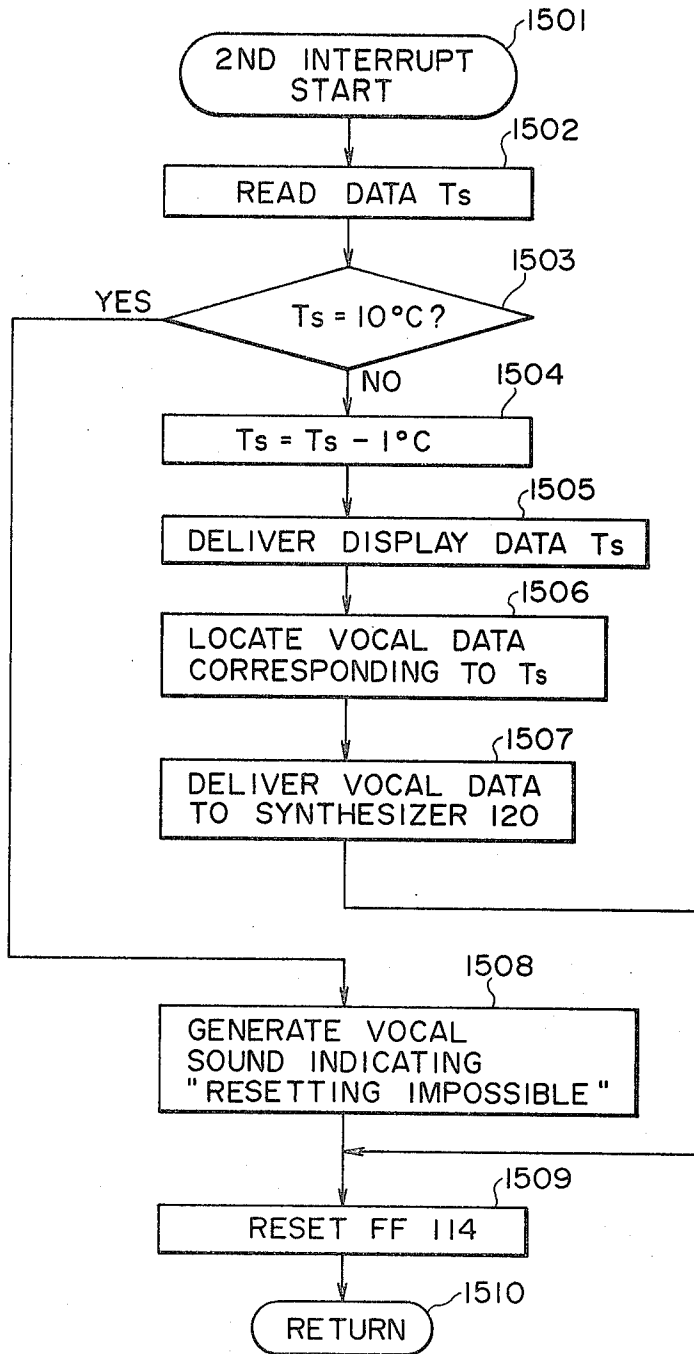 1501
2ND INTERRUPT
START
1502
READ DATA Ts
1503
YES
Ts = 10°C?
NO
1504
Ts = Ts - 1°C
1505
DELIVER DISPLAY DATA Ts
1506
LOCATE VOCAL DATA
CORRESPONDING TO Ts
1507
DELIVER VOCAL DATA
TO SYNTHESIZER 120
1508
GENERATE VOCAL
SOUND INDICATING
"RESETTING IMPOSSIBLE"
1509
RESET FF 114
1510
RETURN